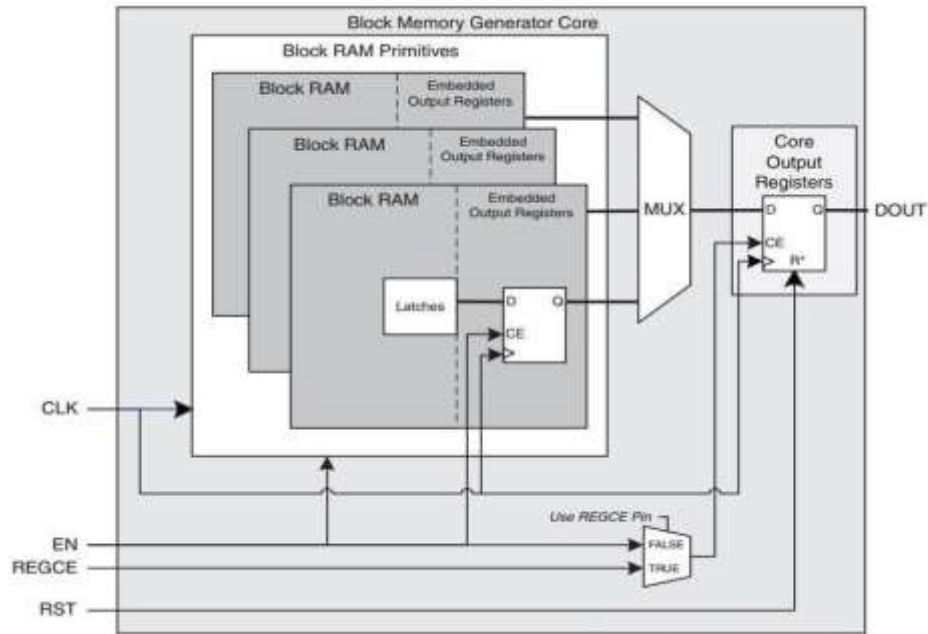 Block Memory Generator Core
Block RAM Primitives
Block RAM
Embedded
Output Registers
Block RAM
Embedded
Output Registers
Block RAM
Embedded
Output Registers
MUX
Core
Output
Registers
D
Q
CE
R*
DOUT
Latches
D
Q
CE
CLK
Use REGCE Pin
EN
FALSE
REGCE
TRUE
RST